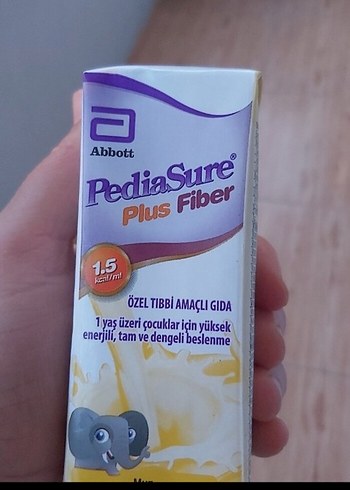 Abbott
PediaSure®
Plus Fiber
1.5
kcal/ml
ÖZEL TIBBİ AMAÇLI GIDA
1 yaş üzeri çocuklar için yüksek
enerjili, tam ve dengeli beslenme